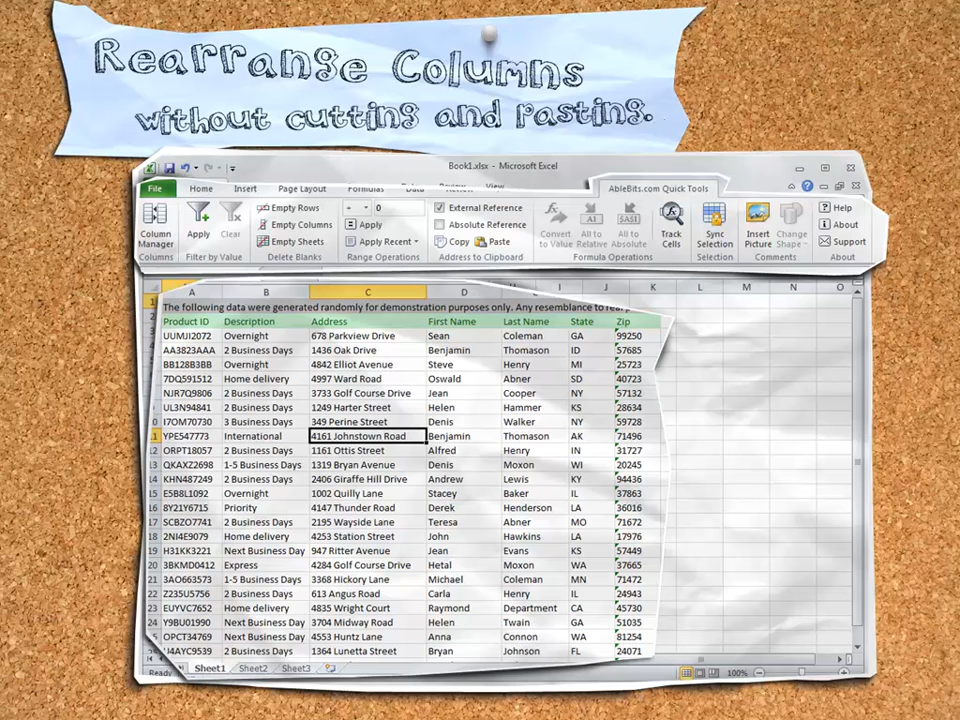 Rearrange Columns
without cutting and pasting.
Book1.xlsx - Microsoft Excel
File Home Insert Page Layout Formulas Data Review View AbleBits.com Quick Tools
Column Manager
Columns
Apply Clear
Filter by Value
Empty Rows
Empty Columns
Empty Sheets
Delete Blanks
- 0
Apply
Apply Recent
Range Operations
External Reference
Absolute Reference
Copy Paste
Address to Clipboard
Convert to Value All to Relative All to Absolute
Formula Operations
Track Cells
Sync Selection
Selection
Insert Picture Change Shape
Comments
Help
About
Support
About
A B C D H I J K L M N O
The following data were generated randomly for demonstration purposes only. Any resemblance to real
Product ID Description Address First Name Last Name State Zip
UUMJI2072 Overnight 678 Parkview Drive Sean Coleman GA 99250
AA3823AAA 2 Business Days 1436 Oak Drive Benjamin Thomason ID 57685
BB128B3BB Overnight 4842 Elliot Avenue Steve Henry MI 25723
7DQ591512 Home delivery 4997 Ward Road Oswald Abner SD 40723
NJR7Q9806 2 Business Days 3733 Golf Course Drive Jean Cooper NY 57132
UL3N94841 2 Business Days 1249 Harter Street Helen Hammer KS 28634
I7OM70730 3 Business Days 349 Perine Street Denis Walker NY 59728
YPE547773 International 4161 Johnstown Road Benjamin Thomason AK 71496
12 ORPT18057 2 Business Days 1161 Ottis Street Alfred Henry IN 31727
13 QKAXZ2698 1-5 Business Days 1319 Bryan Avenue Denis Moxon WI 20245
14 KHN487249 2 Business Days 2406 Giraffe Hill Drive Andrew Lewis KY 94436
15 E5B8L1092 Overnight 1002 Quilly Lane Stacey Baker IL 37863
16 8Y21Y6715 Priority 4147 Thunder Road Derek Henderson LA 36016
17 SCBZO7741 2 Business Days 2195 Wayside Lane Teresa Abner MO 71672
18 2NI4E9079 Home delivery 4253 Station Street John Hawkins LA 17976
19 H31KK3221 Next Business Day 947 Ritter Avenue Jean Evans KS 57449
20 3BKMD0412 Express 4284 Golf Course Drive Hetal Moxon WA 37665
21 3AO663573 1-5 Business Days 3368 Hickory Lane Michael Coleman MN 71472
22 Z235U5756 2 Business Days 613 Angus Road Carla Henry IL 24943
23 EUYVC7652 Home delivery 4835 Wright Court Raymond Department CA 45730
24 Y9BU01990 Next Business Day 3704 Midway Road Helen Twain GA 51035
OPCT34769 Next Business Days 4553 Huntz Lane Anna Connon WA 81254
2 Business Days 1364 Lunetta Street Bryan Johnson FL 24071
Sheet1 Sheet2 Sheet3
Ready 100%